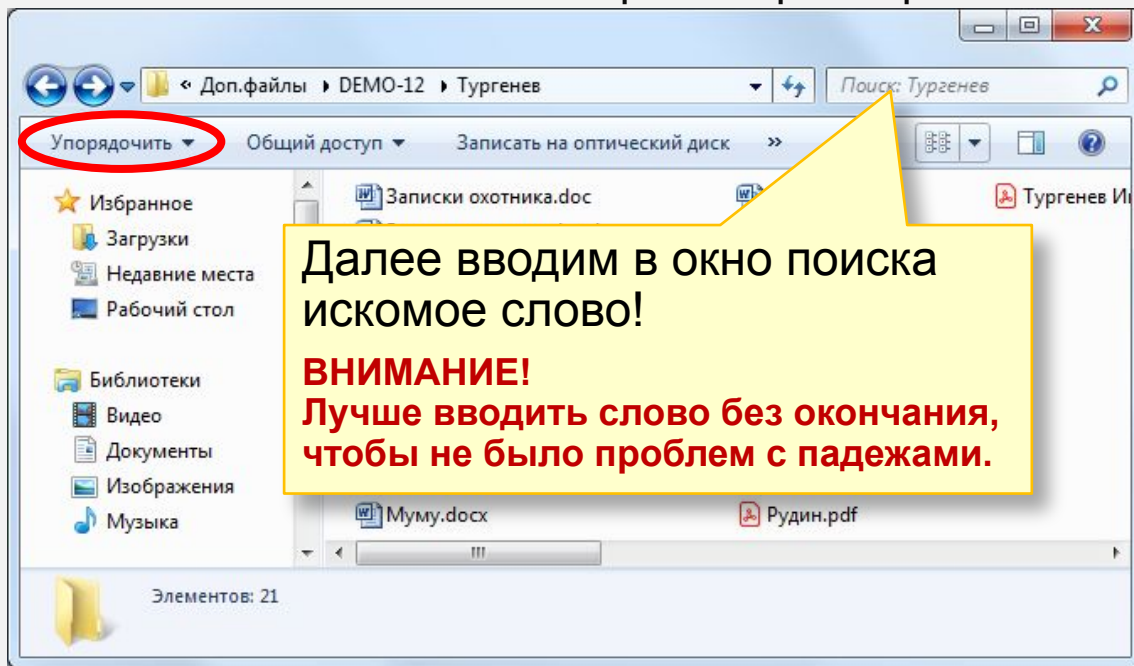 « Доп.файлы DEMO-12 Тургенев
Поиск: Тургенев
Упорядочить Общий доступ Записать на оптический диск »
Избранное
Загрузки
Недавние места
Рабочий стол
Библиотеки
Видео
Документы
Изображения
Музыка
Записки охотника.doc
Тургенев
Далее вводим в окно поиска
искомое слово!
ВНИМАНИЕ!
Лучше вводить слово без окончания,
чтобы не было проблем с падежами.
Муму.docx
Рудин.pdf
Элементов: 21